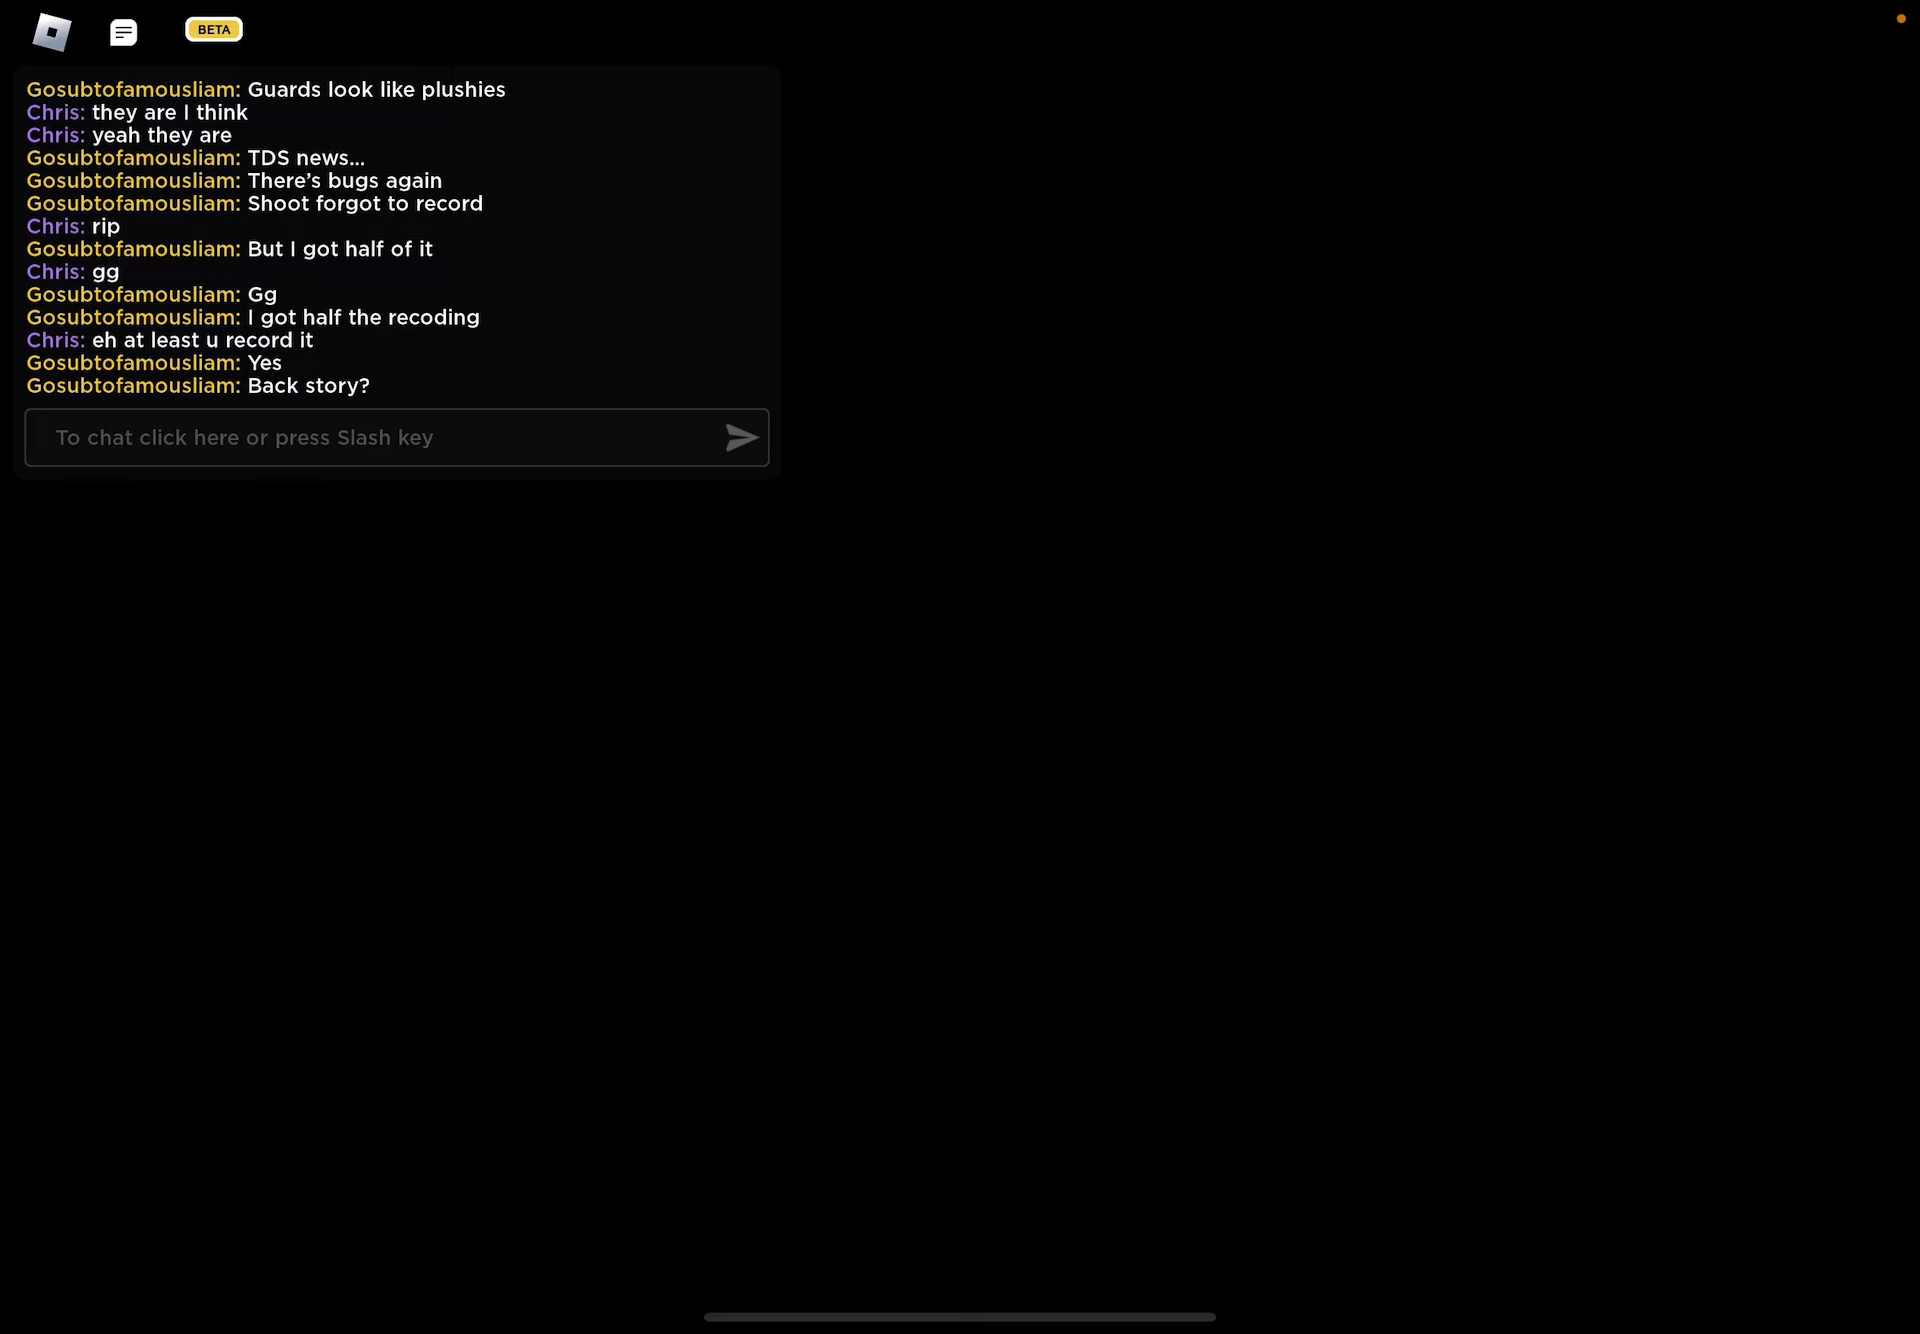 BETA
Gosubtofamousliam: Guards look like plushies
Chris: they are I think
Chris: yeah they are
Gosubtofamousliam: TDS news...
Gosubtofamousliam: There’s bugs again
Gosubtofamousliam: Shoot forgot to record
Chris: rip
Gosubtofamousliam: But I got half of it
Chris: gg
Gosubtofamousliam: Gg
Gosubtofamousliam: I got half the recoding
Chris: eh at least u record it
Gosubtofamousliam: Yes
Gosubtofamousliam: Back story?
To chat click here or press Slash key